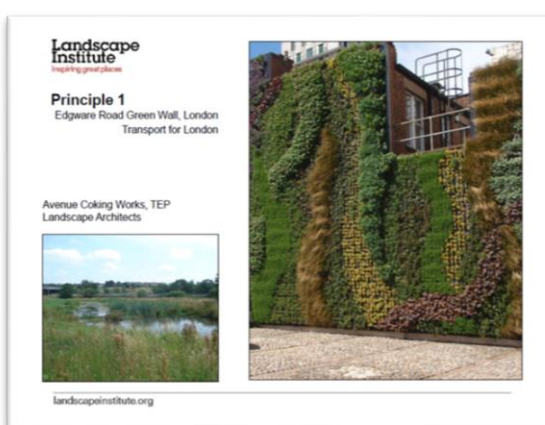 Landscape
Institute
Inspiring great places
Principle 1
Edgware Road Green Wall, London
Transport for London
Avenue Coking Works, TEP
Landscape Architects
landscapeinstitute.org